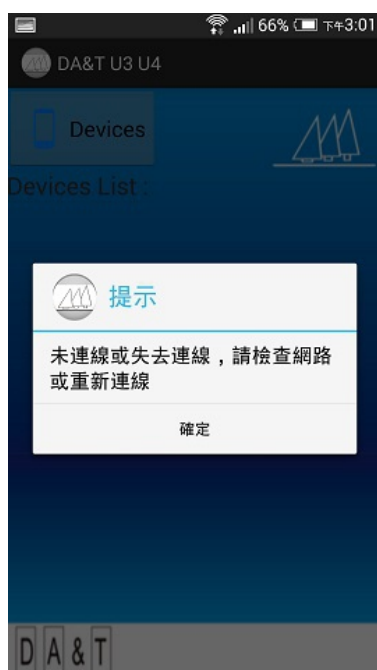 66% 下午3:01
DA&T U3 U4
Devices
Devices List :
提示
未連線或失去連線，請檢查網路
或重新連線
確定
DA&T